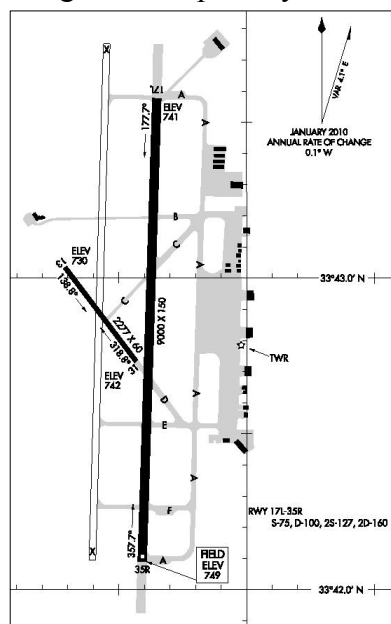 17L
A
A
ELEV
741
177.7°
VAR 4.1° E
JANUARY 2010
ANNUAL RATE OF CHANGE
0.1° W
B
C
A
ELEV
730
13
138.8°
33°43.0' N
C
2277 X 60
9000 X 150
318.8°
31
TWR
ELEV
742
D
A
E
X
X
A
RWY 17L-35R
S-75, D-100, 2S-127, 2D-160
F
357.7°
FIELD
ELEV
749
35R
A
33°42.0' N